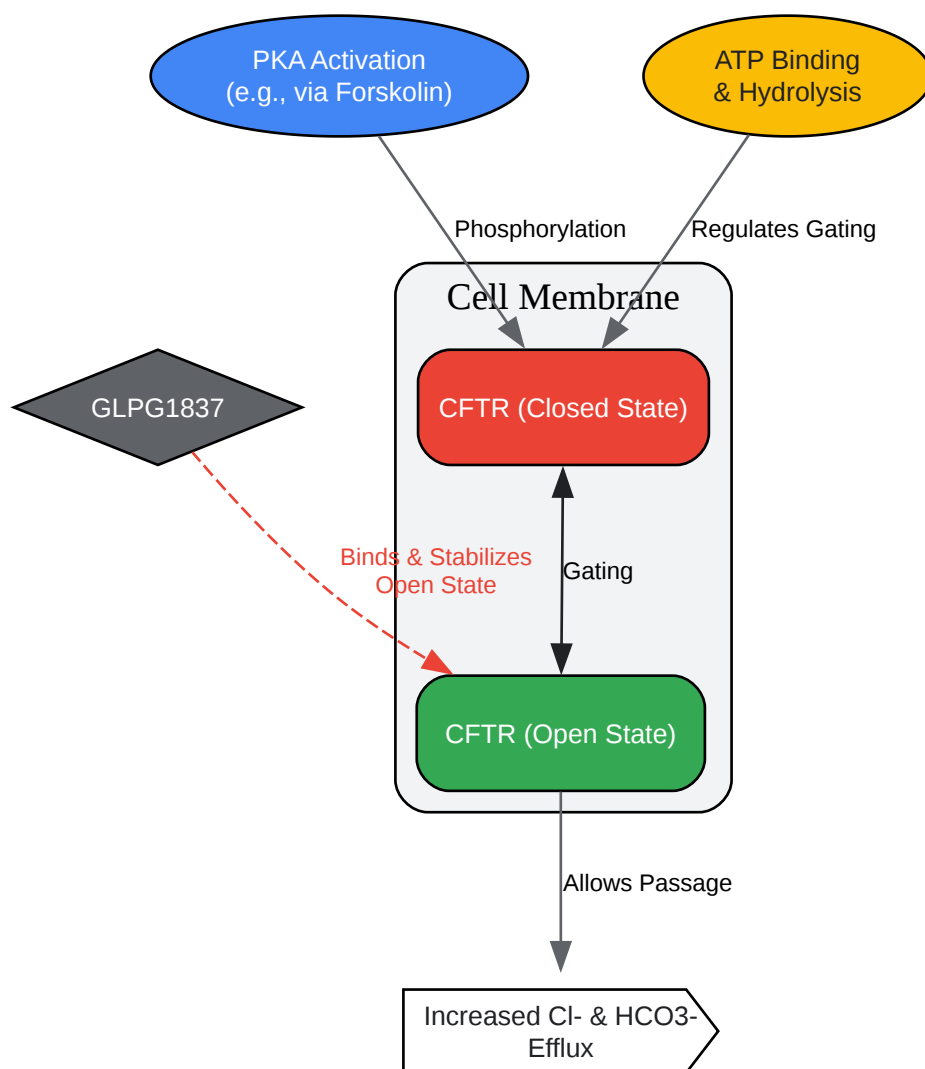 PKA Activation
(e.g., via Forskolin)
ATP Binding
& Hydrolysis
Phosphorylation
Regulates Gating
Cell Membrane
CFTR (Closed State)
GLPG1837
Binds & Stabilizes
Open State
Gating
CFTR (Open State)
Allows Passage
Increased Cl- & HCO3-
Efflux